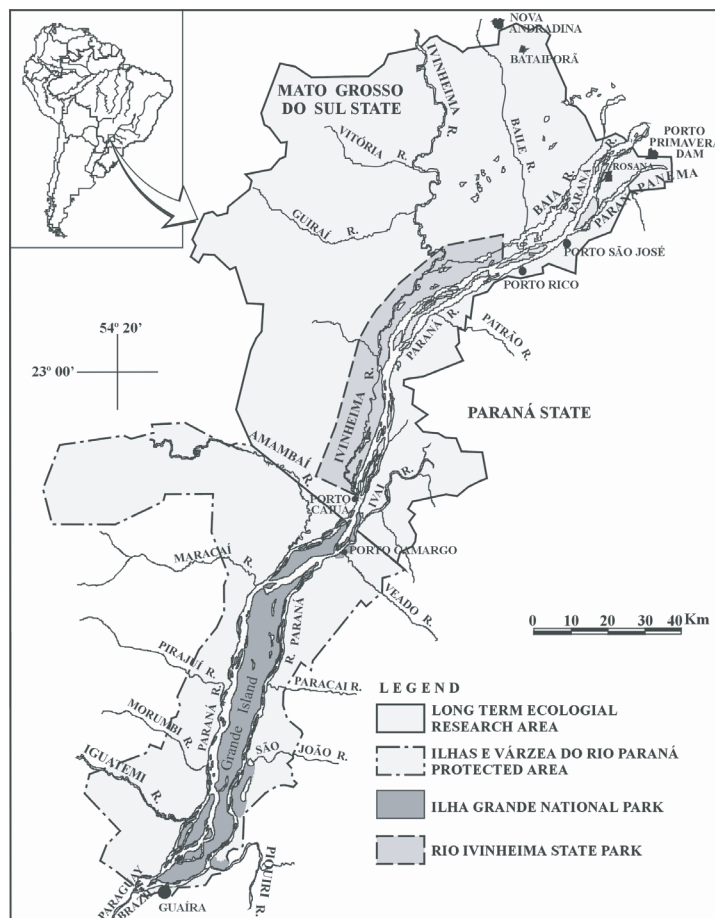 NOVA
ANDRADINA
BATAIPORÃ
MATO GROSSO
DO SUL STATE
IVINHEIMA R.
VITÓRIA R.
BAILE R.
PORTO
PRIMAVERA
DAM
ROSANA
BAIA R.
PARANÁ R.
PARANAPANEMA
GUIRAÍ R.
PORTO SÃO JOSÉ
PORTO RICO
PARANÁ R.
PATRÃO R.
54º 20’
23º 00’
IVINHEIMA R.
PARANÁ STATE
AMAMBAÍ R.
IVAI R.
PORTO
CAIUÁ
PORTO CAMARGO
MARACAÍ R.
VEADO R.
0 10 20 30 40 Km
R. PARANÁ
PIRAJUÍ R.
PARACAI R.
PARANÁ R.
Grande Island
MORUMBI R.
SÃO JOÃO R.
IGUATEMI R.
PIQUIRI R.
PARAGUAY
BRAZIL
GUAÍRA
LEGEND
LONG TERM ECOLOGIAL
RESEARCH AREA
ILHAS E VÁRZEA DO RIO PARANÁ
PROTECTED AREA
ILHA GRANDE NATIONAL PARK
RIO IVINHEIMA STATE PARK